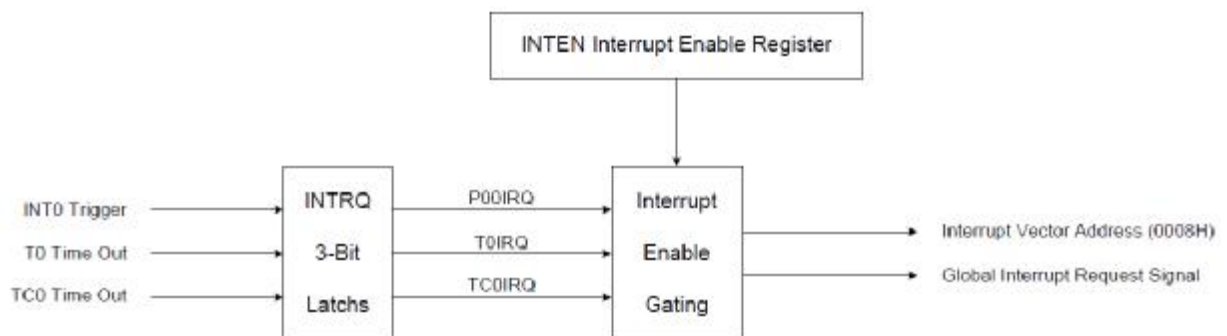 INTEN Interrupt Enable Register
INT0 Trigger
T0 Time Out
TC0 Time Out
INTRQ
3-Bit
Latchs
P00IRQ
T0IRQ
TC0IRQ
Interrupt
Enable
Gating
Interrupt Vector Address (0008H)
Global Interrupt Request Signal